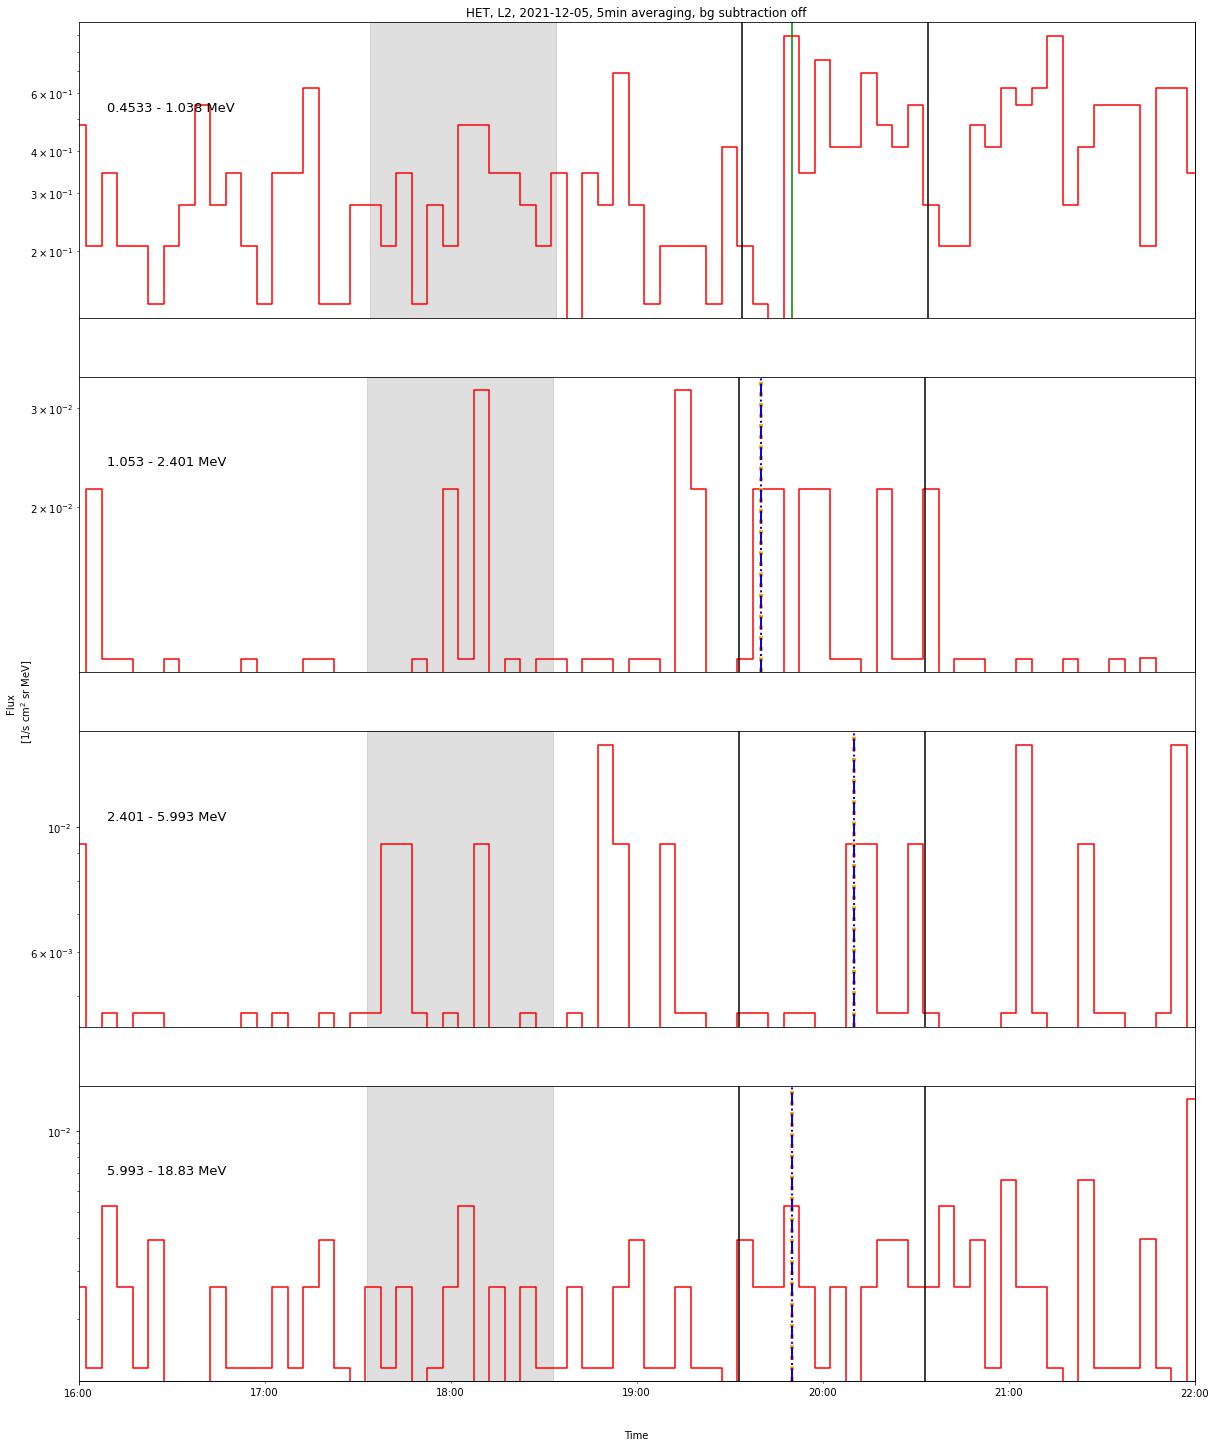 HET, L2, 2021-12-05, 5min averaging, bg subtraction off
6 × 10⁻¹
0.4533 - 1.038 MeV
4 × 10⁻¹
3 × 10⁻¹
2 × 10⁻¹
3 × 10⁻²
1.053 - 2.401 MeV
2 × 10⁻²
Flux
[1/s cm² sr MeV]
2.401 - 5.993 MeV
10⁻²
6 × 10⁻³
10⁻²
5.993 - 18.83 MeV
16:00 17:00 18:00 19:00 20:00 21:00 22:00
Time